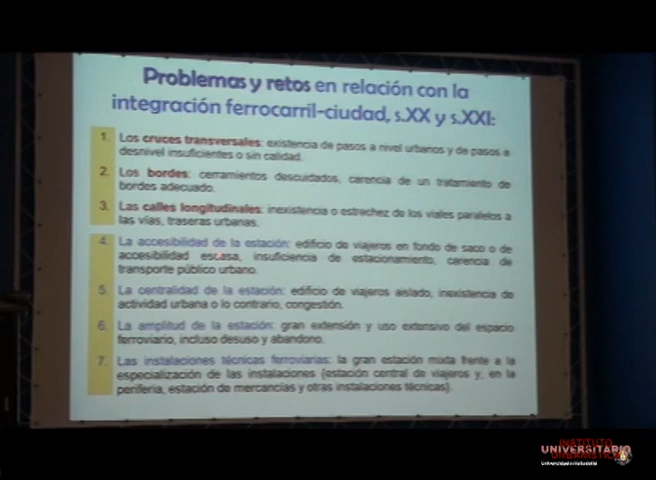 Problemas y retos en relación con la
integración ferrocarril-ciudad, s.XX y s.XXI:
1. Los cruces transversales: existencia de pasos a nivel urbanos y de pasos a
desnivel insuficientes o sin calidad.
2. Los bordes: cerramientos descuidados, carencia de un tratamiento de
bordes adecuado.
3. Las calles longitudinales: inexistencia o estrechez de los viales paralelos a
las vías, traseras urbanas.
4. La accesibilidad de la estación: edificio de viajeros en fondo de saco o de
accesibilidad escasa, insuficiencia de estacionamiento, carencia de
transporte público urbano.
5. La centralidad de la estación: edificio de viajeros aislado, inexistencia de
actividad urbana o lo contrario, congestión.
6. La amplitud de la estación: gran extensión y uso extensivo del espacio
ferroviario, incluso desuso y abandono.
7. Las instalaciones técnicas ferroviarias: la gran estación mixta frente a la
especialización de las instalaciones (estación central de viajeros y, en la
periferia, estación de mercancías y otras instalaciones técnicas).
INSTITUTO
UNIVERSITARIO
URBANÍSTICA
Universidad de Valladolid